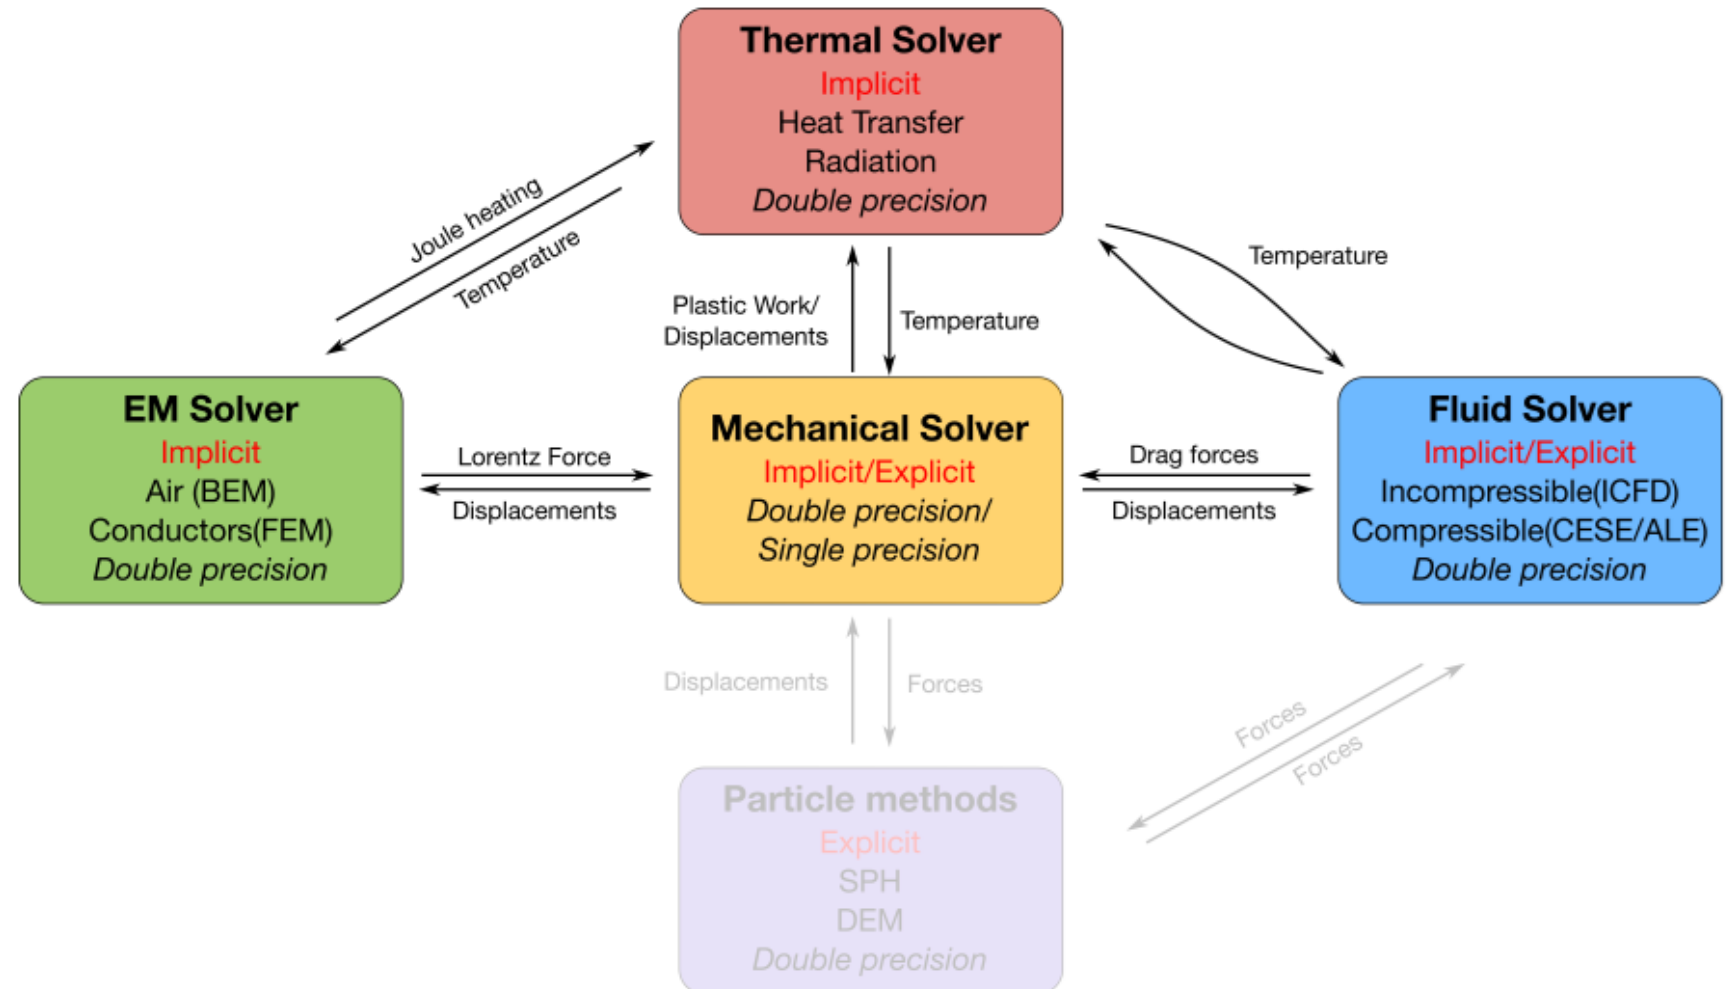 Thermal Solver
Implicit
Heat Transfer
Radiation
Double precision
Joule heating
Temperature
Plastic Work/
Displacements
Temperature
Temperature
EM Solver
Implicit
Air (BEM)
Conductors(FEM)
Double precision
Lorentz Force
Displacements
Mechanical Solver
Implicit/Explicit
Double precision/
Single precision
Drag forces
Displacements
Fluid Solver
Implicit/Explicit
Incompressible(ICFD)
Compressible(CESE/ALE)
Double precision
Displacements
Forces
Forces
Forces
Particle methods
Explicit
SPH
DEM
Double precision